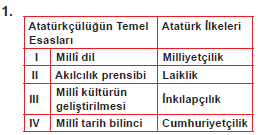 1.
Atatürkçülüğün Temel Esasları | Atatürk İlkeleri
I | Millî dil | Milliyetçilik
II | Akılcılık prensibi | Laiklik
III | Millî kültürün geliştirilmesi | İnkılapçılık
IV | Millî tarih bilinci | Cumhuriyetçilik